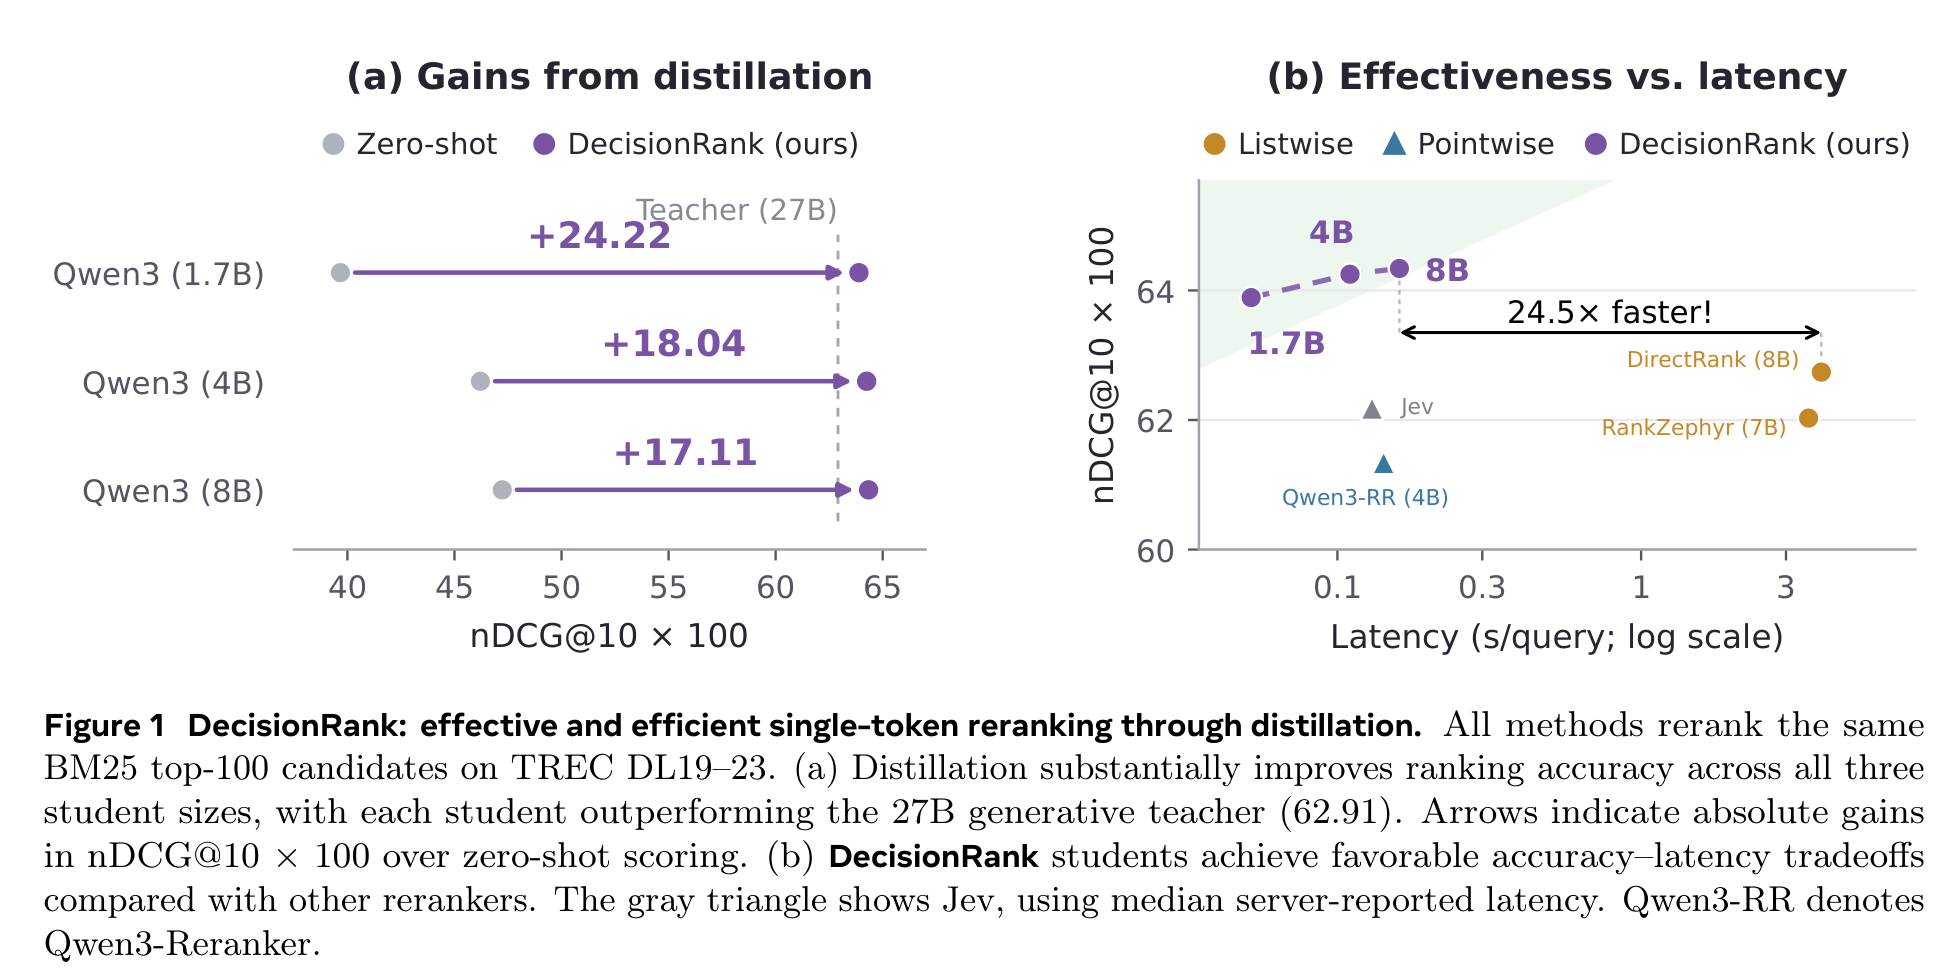 (a) Gains from distillation
Zero-shot
DecisionRank (ours)
Teacher (27B)
+24.22
Qwen3 (1.7B)
+18.04
Qwen3 (4B)
+17.11
Qwen3 (8B)
40 45 50 55 60 65
nDCG@10 × 100
(b) Effectiveness vs. latency
Listwise
Pointwise
DecisionRank (ours)
nDCG@10 × 100
4B
8B
64
24.5× faster!
1.7B
DirectRank (8B)
Jev
62
RankZephyr (7B)
Qwen3-RR (4B)
60
0.1 0.3 1 3
Latency (s/query; log scale)
Figure 1 DecisionRank: effective and efficient single-token reranking through distillation. All methods rerank the same
BM25 top-100 candidates on TREC DL19–23. (a) Distillation substantially improves ranking accuracy across all three
student sizes, with each student outperforming the 27B generative teacher (62.91). Arrows indicate absolute gains
in nDCG@10 × 100 over zero-shot scoring. (b) DecisionRank students achieve favorable accuracy–latency tradeoffs
compared with other rerankers. The gray triangle shows Jev, using median server-reported latency. Qwen3-RR denotes
Qwen3-Reranker.